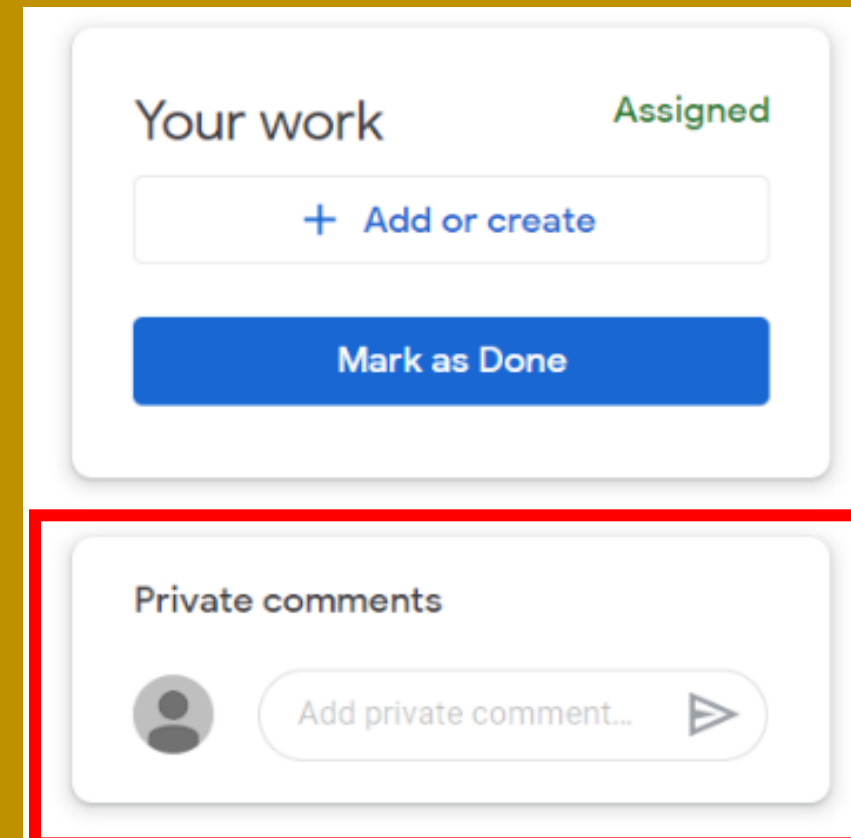 Your work
Assigned
+ Add or create
Mark as Done
Private comments
Add private comment...